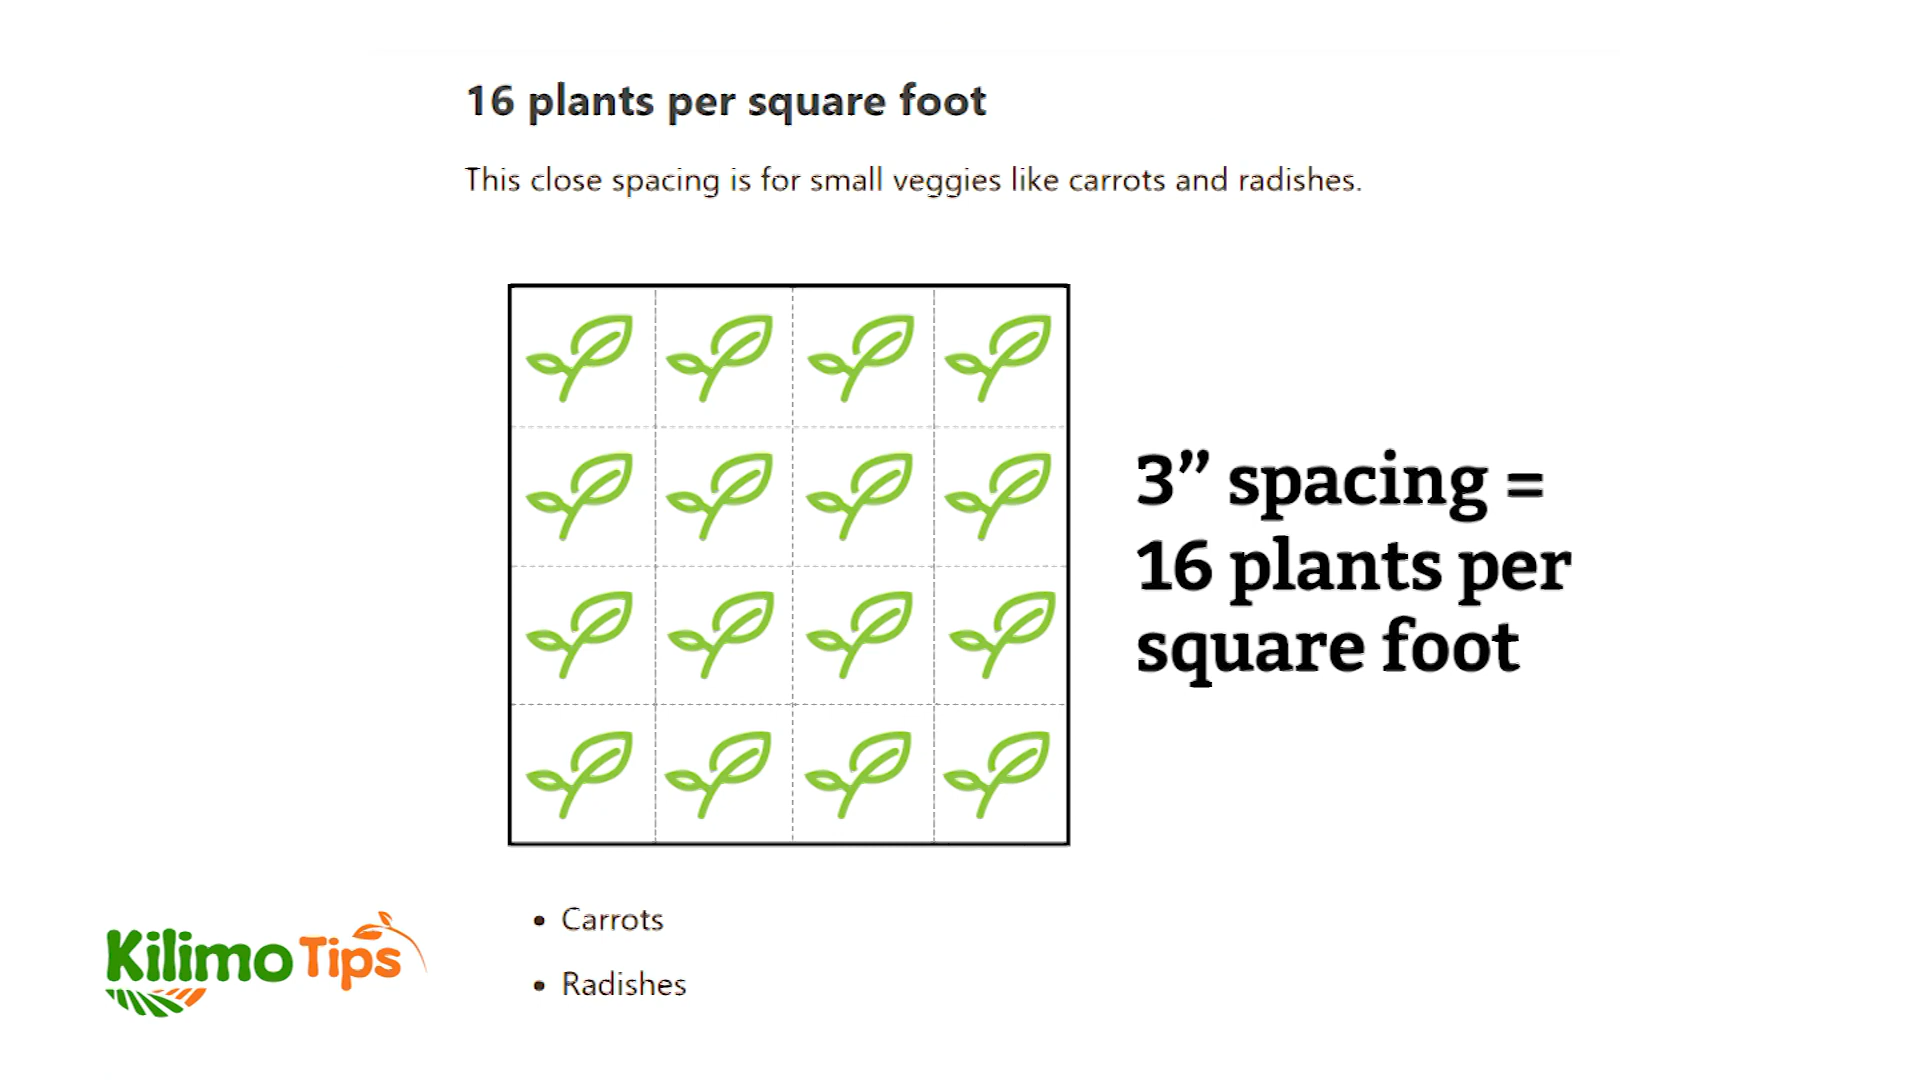 16 plants per square foot
This close spacing is for small veggies like carrots and radishes.
3” spacing =
16 plants per
square foot
• Carrots
• Radishes
Kilimo Tips